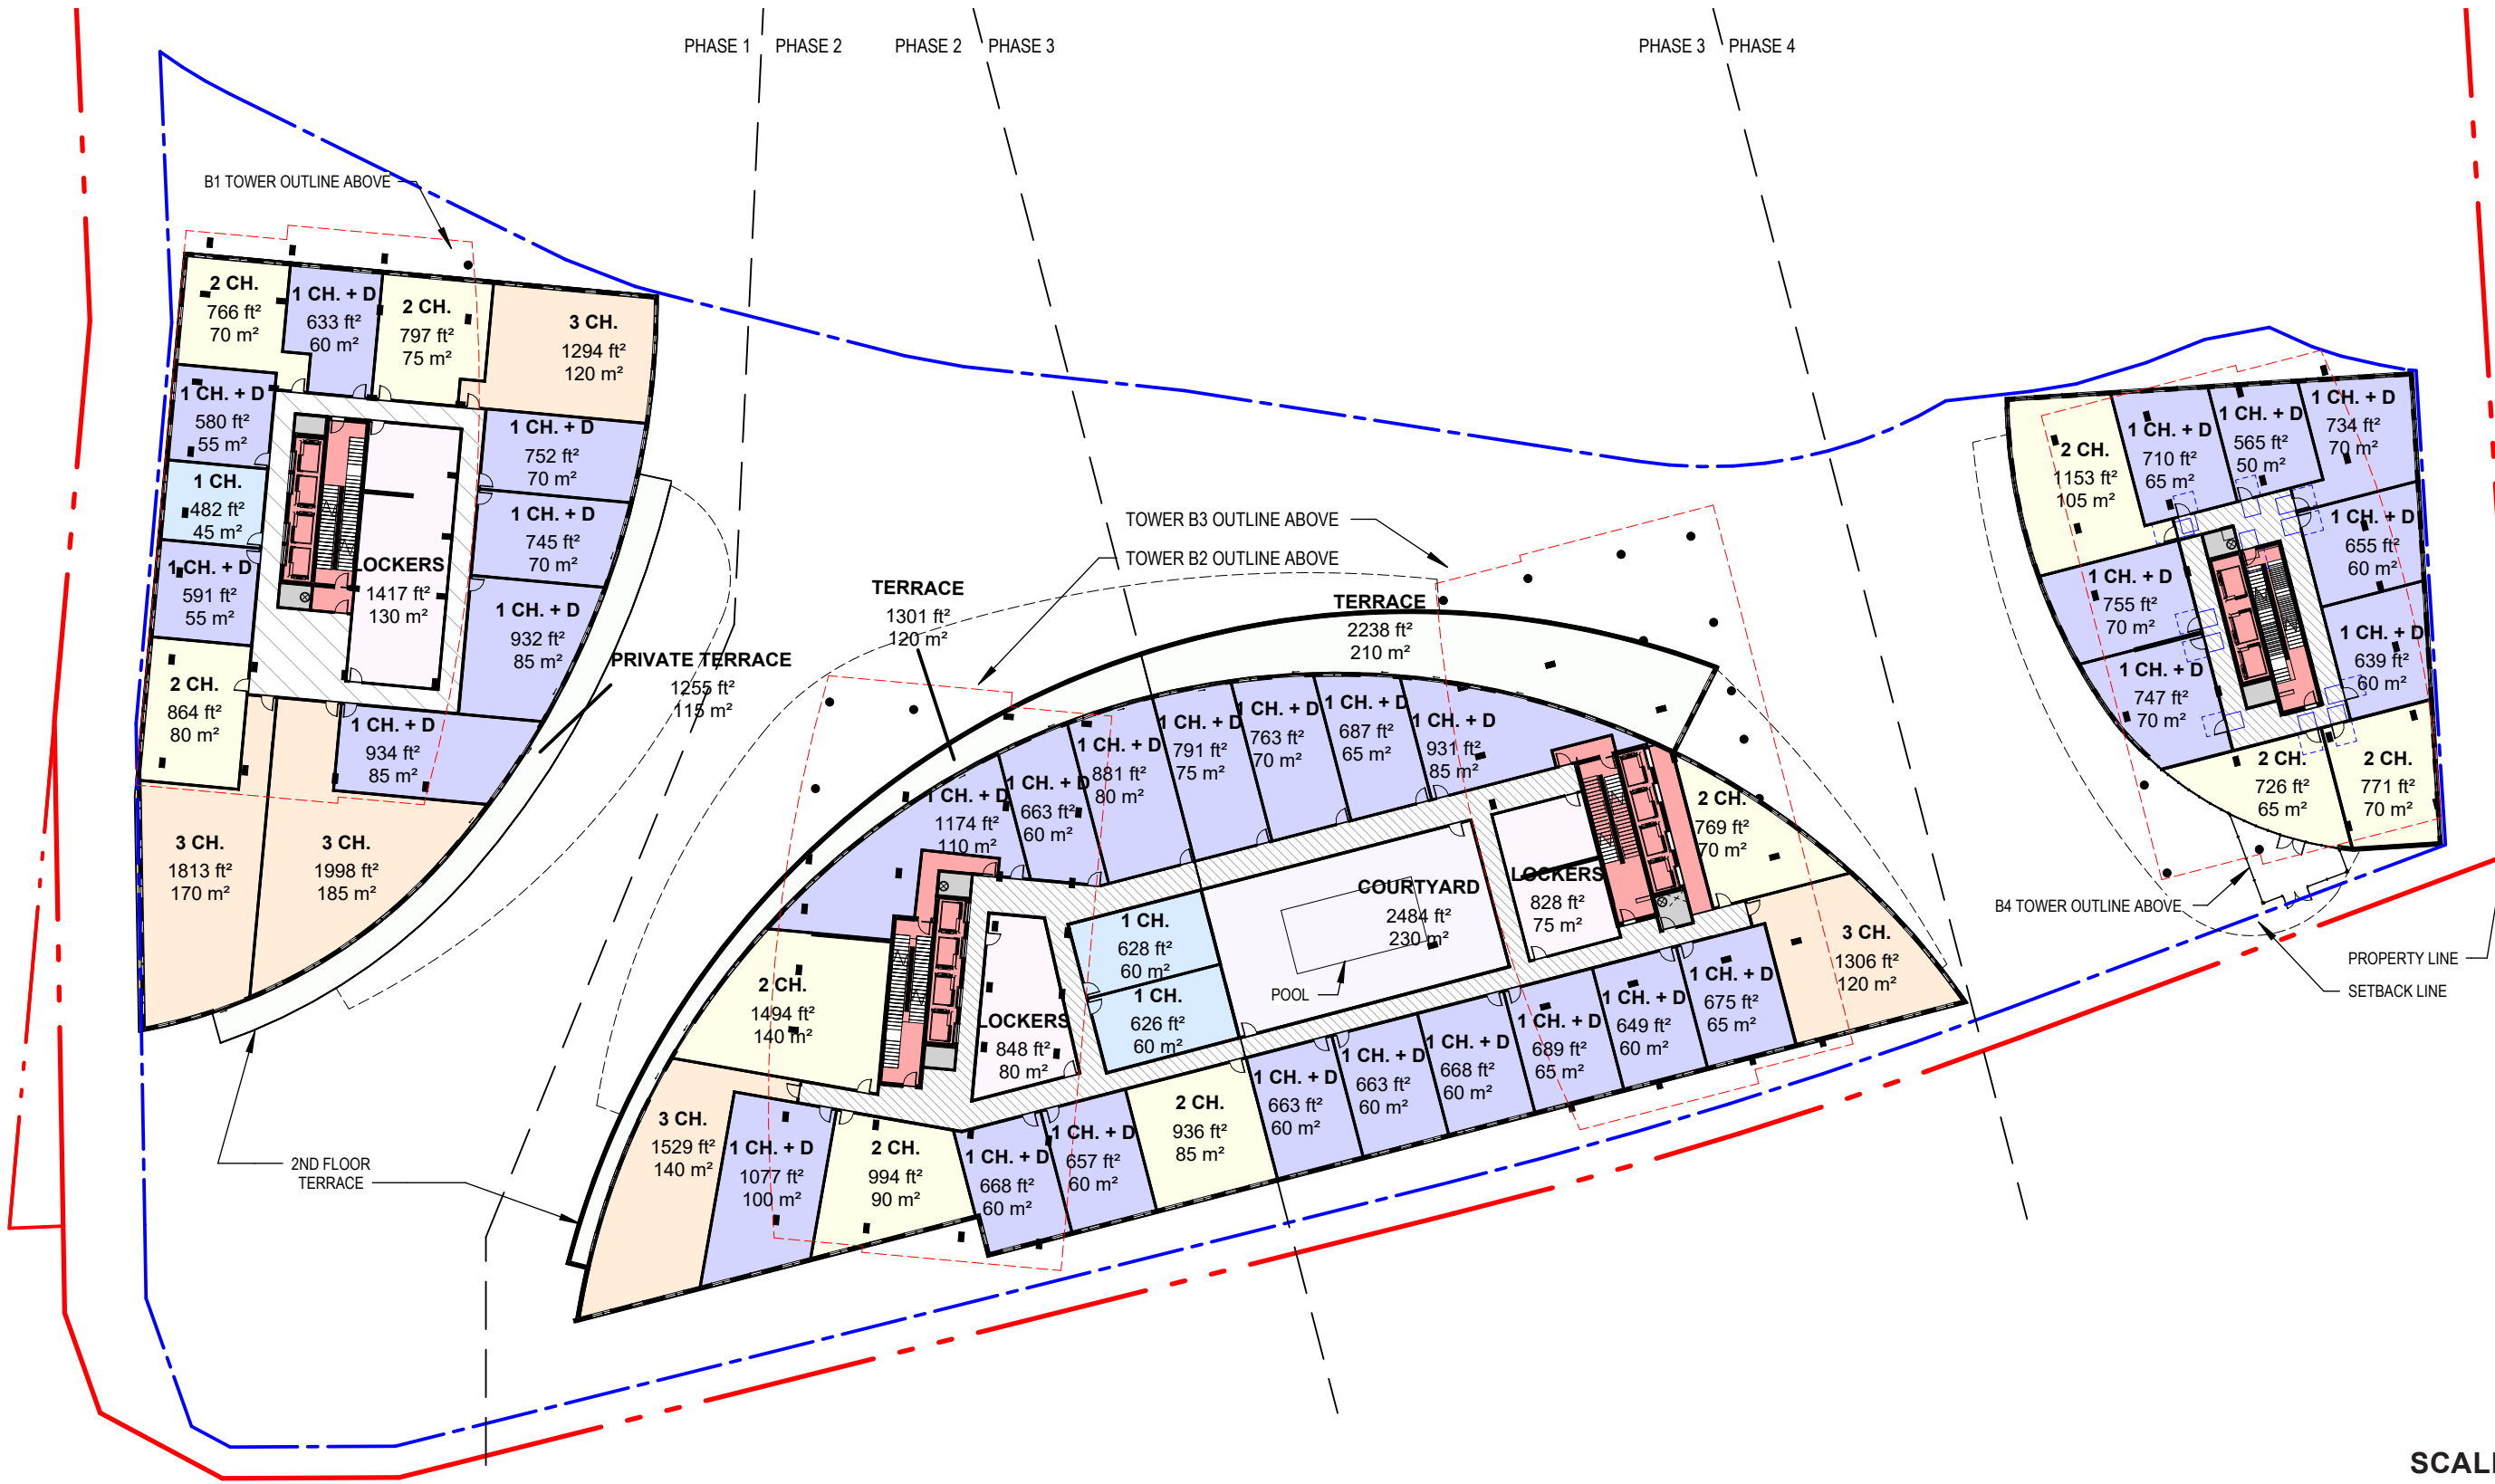 PHASE 1
PHASE 2
PHASE 2
PHASE 3
PHASE 3
PHASE 4
B1 TOWER OUTLINE ABOVE
2 CH.
766 ft²
70 m²
1 CH. + D
633 ft²
60 m²
2 CH.
797 ft²
75 m²
3 CH.
1294 ft²
120 m²
1 CH. + D
580 ft²
55 m²
1 CH.
482 ft²
45 m²
1 CH. + D
591 ft²
55 m²
2 CH.
864 ft²
80 m²
LOCKERS
1417 ft²
130 m²
1 CH. + D
752 ft²
70 m²
1 CH. + D
745 ft²
70 m²
1 CH. + D
932 ft²
85 m²
1 CH. + D
934 ft²
85 m²
3 CH.
1813 ft²
170 m²
3 CH.
1998 ft²
185 m²
PRIVATE TERRACE
1255 ft²
115 m²
2ND FLOOR
TERRACE
TOWER B3 OUTLINE ABOVE
TOWER B2 OUTLINE ABOVE
TERRACE
1301 ft²
120 m²
TERRACE
2238 ft²
210 m²
1 CH. + D
1174 ft²
110 m²
1 CH. + D
663 ft²
60 m²
1 CH. + D
881 ft²
80 m²
1 CH. + D
791 ft²
75 m²
1 CH. + D
763 ft²
70 m²
1 CH. + D
687 ft²
65 m²
1 CH. + D
931 ft²
85 m²
2 CH.
769 ft²
70 m²
3 CH.
1306 ft²
120 m²
LOCKERS
828 ft²
75 m²
COURTYARD
2484 ft²
230 m²
POOL
1 CH.
628 ft²
60 m²
1 CH.
626 ft²
60 m²
LOCKERS
848 ft²
80 m²
2 CH.
1494 ft²
140 m²
3 CH.
1529 ft²
140 m²
1 CH. + D
1077 ft²
100 m²
2 CH.
994 ft²
90 m²
1 CH. + D
668 ft²
60 m²
1 CH. + D
657 ft²
60 m²
2 CH.
936 ft²
85 m²
1 CH. + D
663 ft²
60 m²
1 CH. + D
663 ft²
60 m²
1 CH. + D
668 ft²
60 m²
1 CH. + D
689 ft²
65 m²
1 CH. + D
649 ft²
60 m²
1 CH. + D
675 ft²
65 m²
2 CH.
1153 ft²
105 m²
1 CH. + D
710 ft²
65 m²
1 CH. + D
565 ft²
50 m²
1 CH. + D
734 ft²
70 m²
1 CH. + D
655 ft²
60 m²
1 CH. + D
639 ft²
60 m²
1 CH. + D
755 ft²
70 m²
1 CH. + D
747 ft²
70 m²
2 CH.
726 ft²
65 m²
2 CH.
771 ft²
70 m²
B4 TOWER OUTLINE ABOVE
PROPERTY LINE
SETBACK LINE